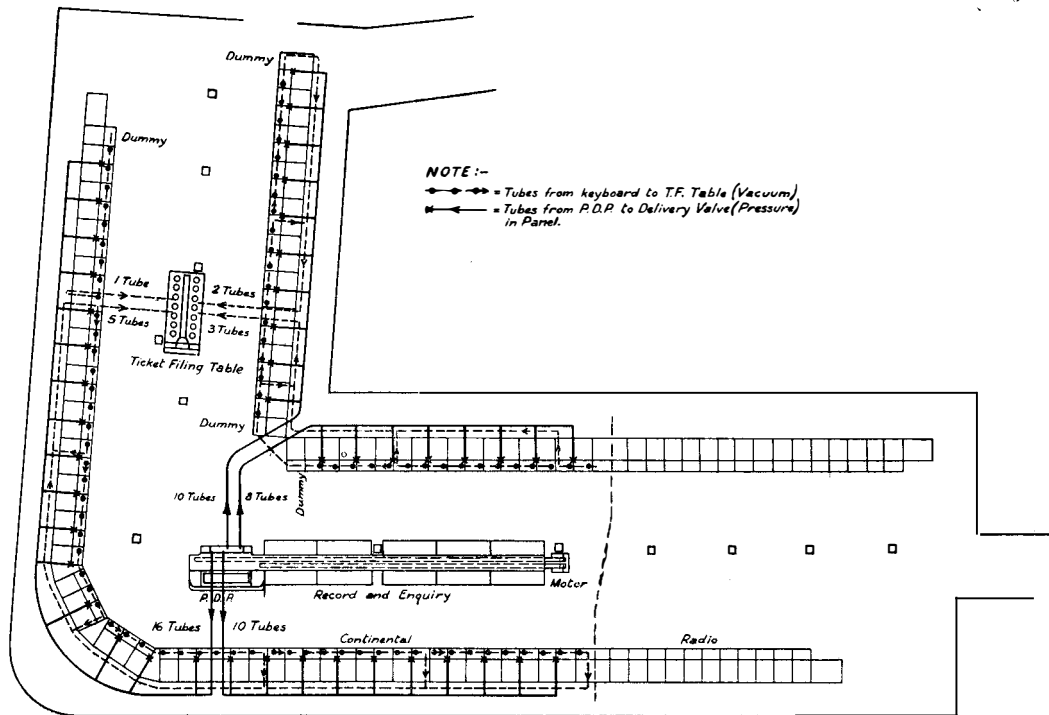 Dummy
Dummy
NOTE:-
= Tubes from keyboard to T.F. Table (Vacuum)
= Tubes from P.D.P. to Delivery Valve (Pressure)
in Panel.
1 Tube
2 Tubes
5 Tubes
3 Tubes
Ticket Filing Table
Dummy
Dummy
10 Tubes
8 Tubes
P.D.P.
Record and Enquiry
Motor
16 Tubes
10 Tubes
Continental
Radio